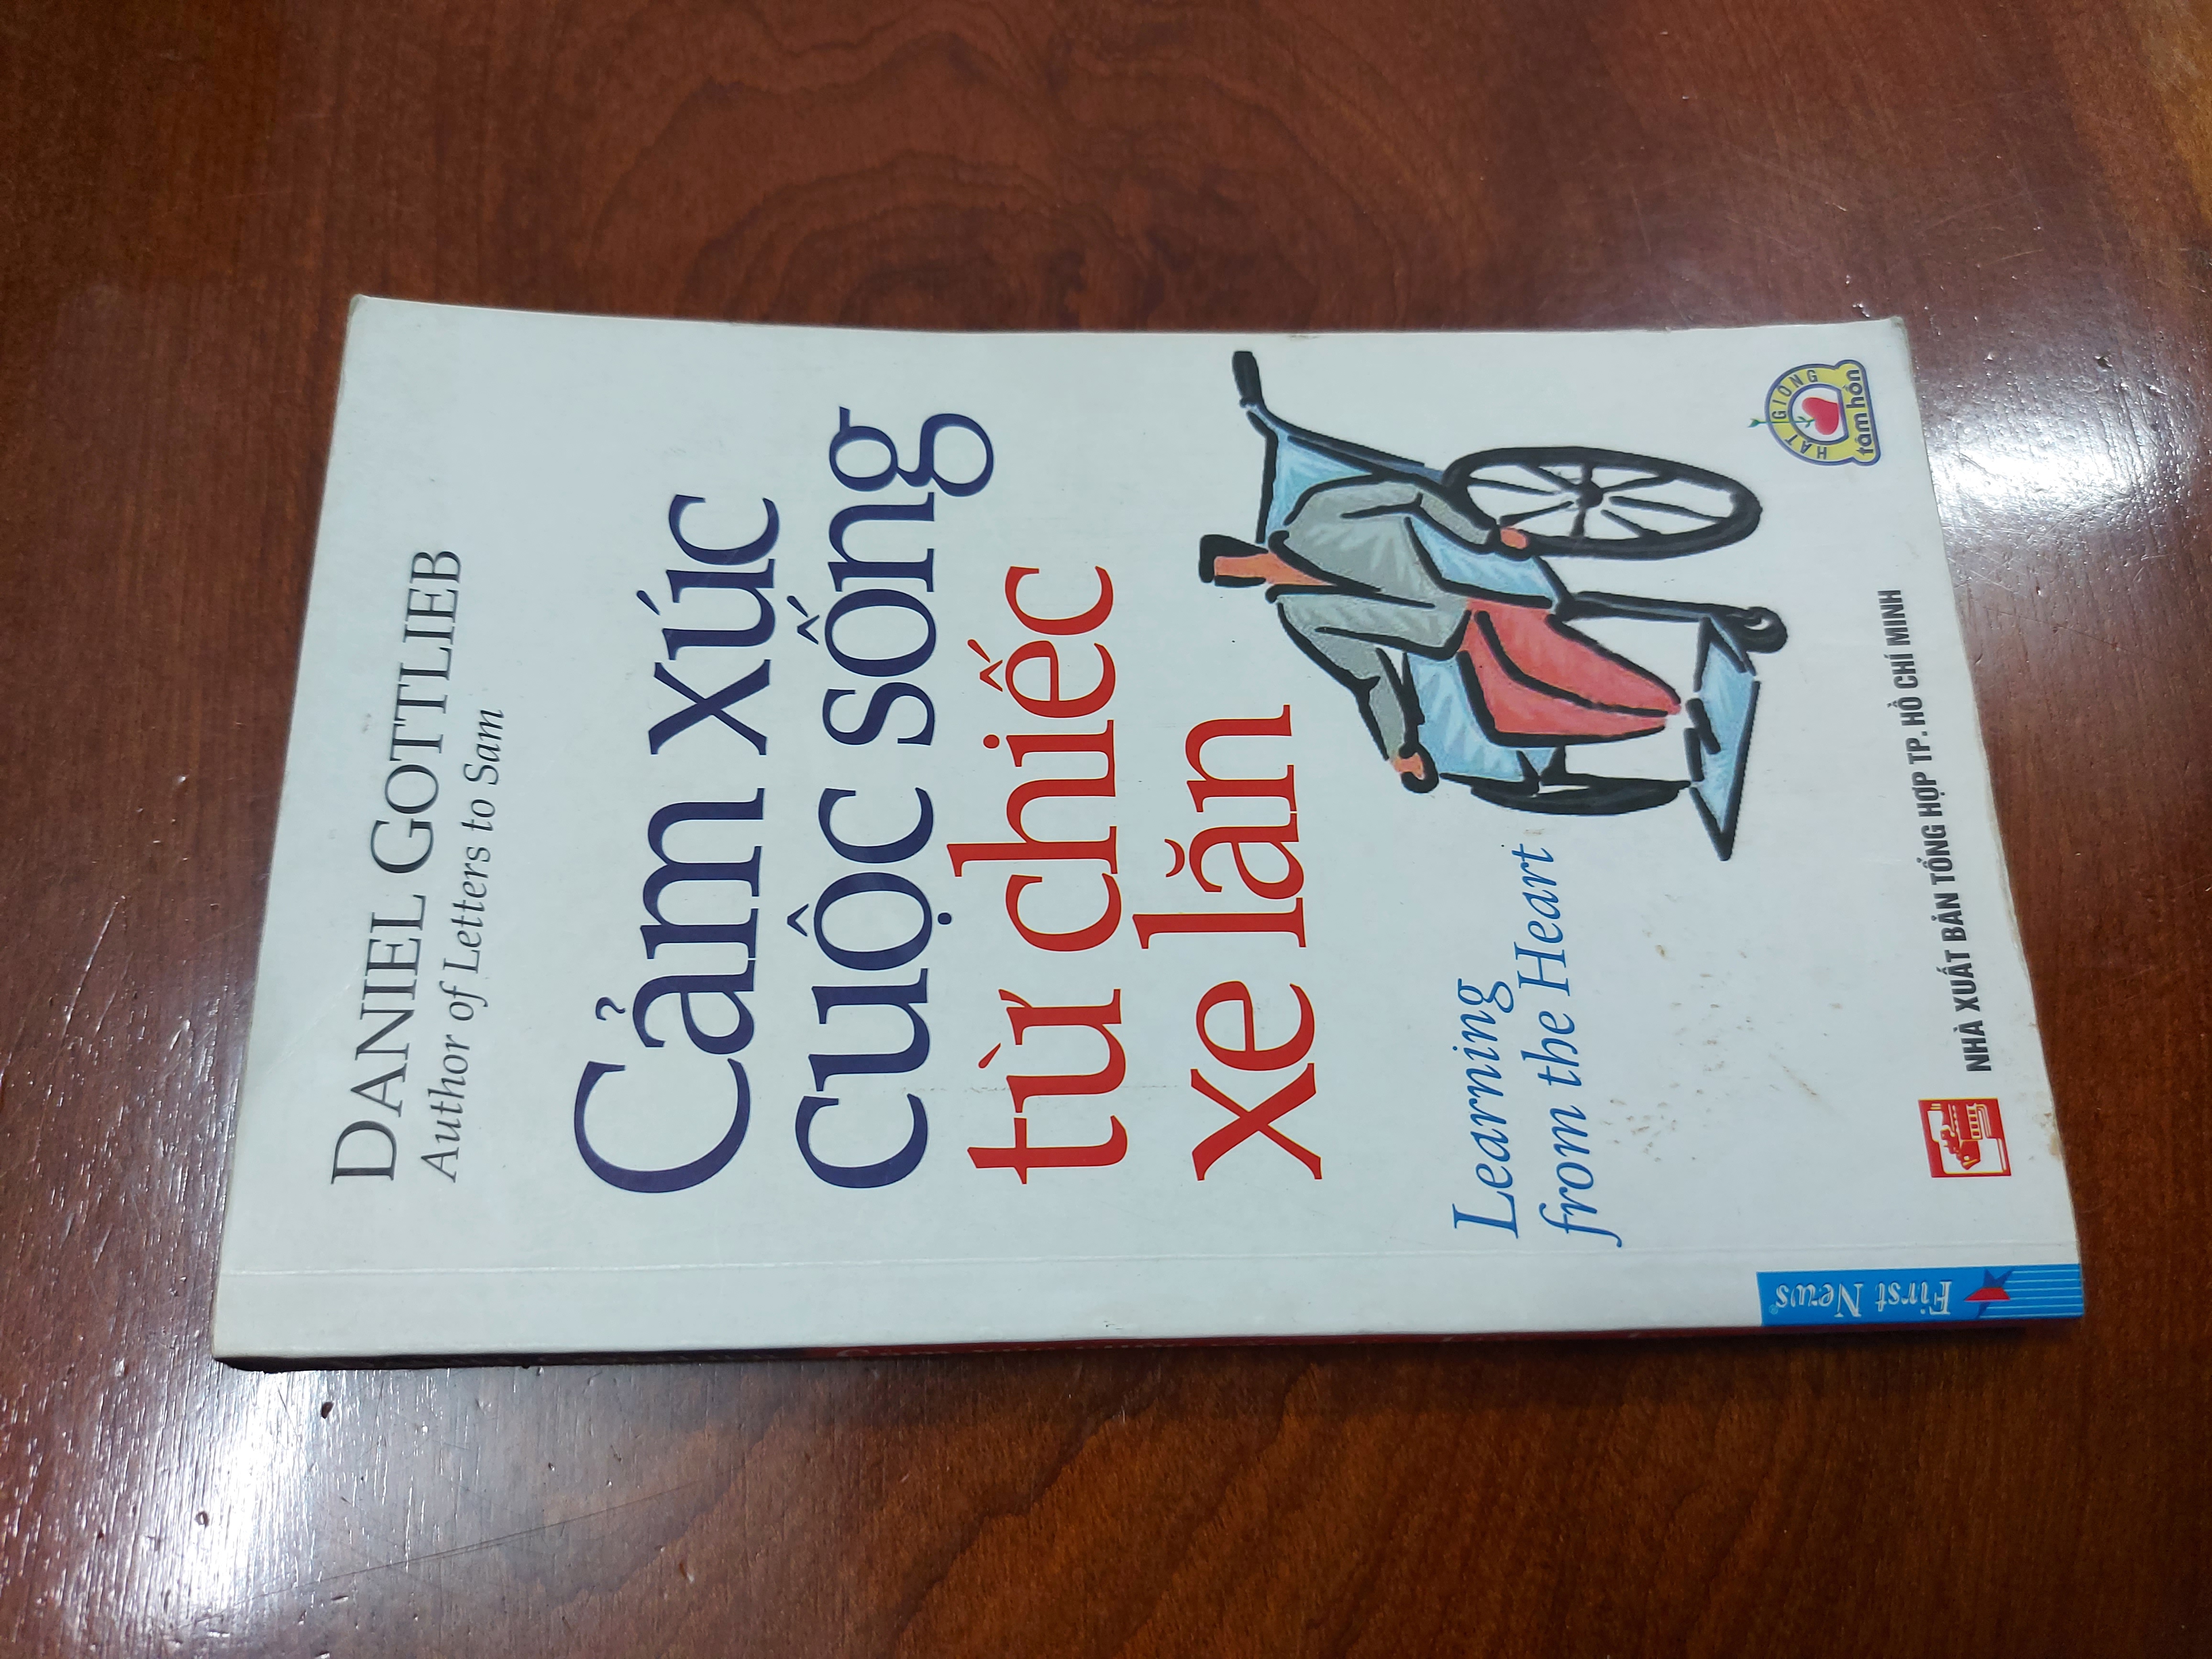 DANIEL GOTTLIEB
Author of Letters to Sam
Cảm xúc
cuộc sống
từ chiếc
xe lăn
Learning
from the Heart
HẠT GIỐNG
tâm hồn
First News®
NHÀ XUẤT BẢN TỔNG HỢP TP. HỒ CHÍ MINH